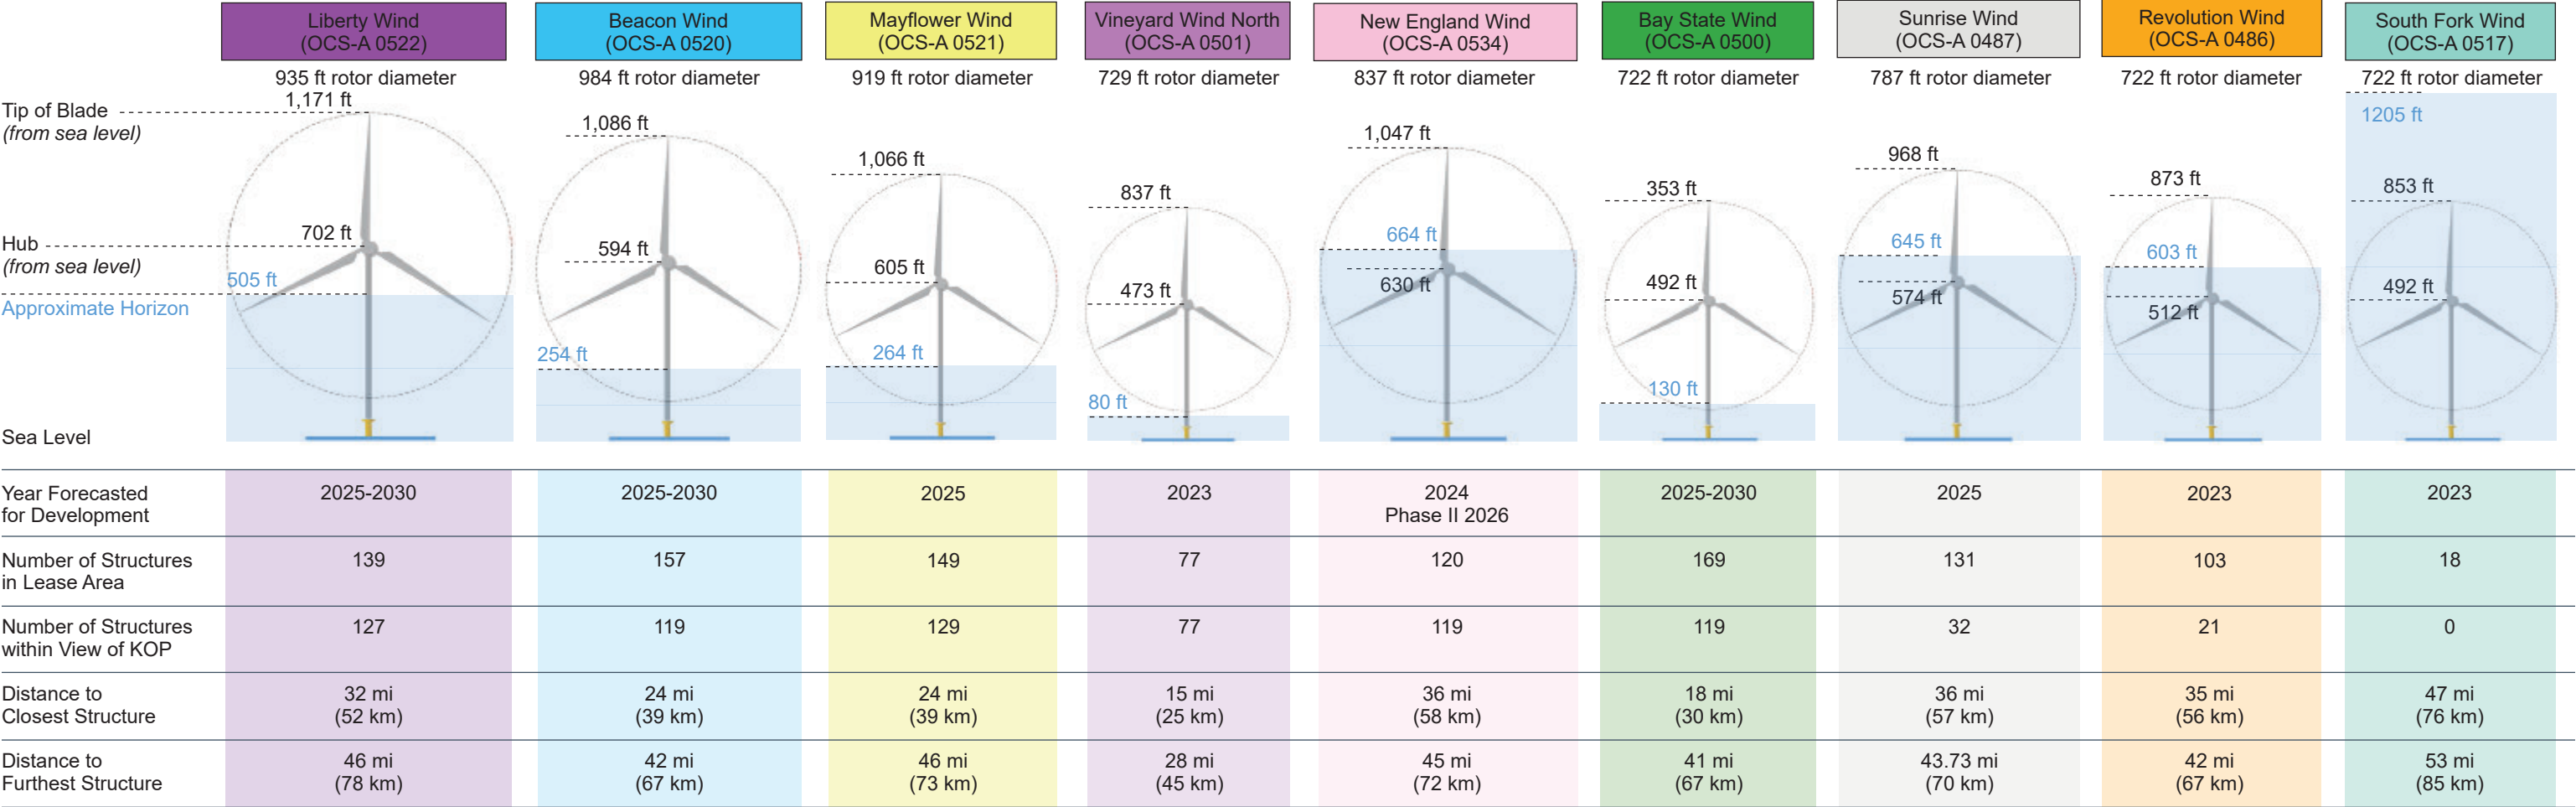 Liberty Wind
(OCS-A 0522)
Beacon Wind
(OCS-A 0520)
Mayflower Wind
(OCS-A 0521)
Vineyard Wind North
(OCS-A 0501)
New England Wind
(OCS-A 0534)
Bay State Wind
(OCS-A 0500)
Sunrise Wind
(OCS-A 0487)
Revolution Wind
(OCS-A 0486)
South Fork Wind
(OCS-A 0517)
935 ft rotor diameter
984 ft rotor diameter
919 ft rotor diameter
729 ft rotor diameter
837 ft rotor diameter
722 ft rotor diameter
787 ft rotor diameter
722 ft rotor diameter
722 ft rotor diameter
Tip of Blade
(from sea level)
Hub
(from sea level)
Approximate Horizon
Sea Level
1,171 ft
702 ft
505 ft
1,086 ft
594 ft
254 ft
1,066 ft
605 ft
264 ft
837 ft
473 ft
80 ft
1,047 ft
664 ft
630 ft
353 ft
492 ft
130 ft
968 ft
645 ft
574 ft
873 ft
603 ft
512 ft
1205 ft
853 ft
492 ft
Year Forecasted
for Development
2025-2030
2025-2030
2025
2023
2024
Phase II 2026
2025-2030
2025
2023
2023
Number of Structures
in Lease Area
139
157
149
77
120
169
131
103
18
Number of Structures
within View of KOP
127
119
129
77
119
119
32
21
0
Distance to
Closest Structure
32 mi
(52 km)
24 mi
(39 km)
24 mi
(39 km)
15 mi
(25 km)
36 mi
(58 km)
18 mi
(30 km)
36 mi
(57 km)
35 mi
(56 km)
47 mi
(76 km)
Distance to
Furthest Structure
46 mi
(78 km)
42 mi
(67 km)
46 mi
(73 km)
28 mi
(45 km)
45 mi
(72 km)
41 mi
(67 km)
43.73 mi
(70 km)
42 mi
(67 km)
53 mi
(85 km)